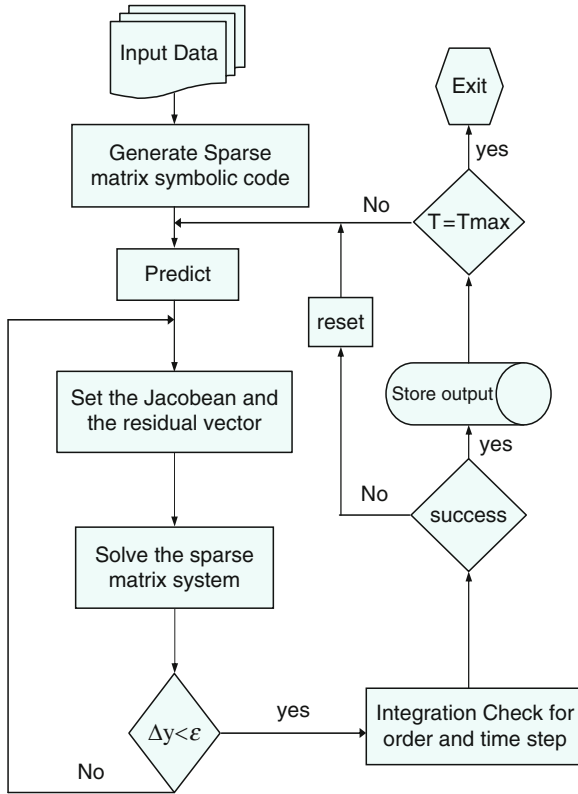 Input Data
Generate Sparse
matrix symbolic code
Predict
Set the Jacobean and
the residual vector
Solve the sparse
matrix system
Δy<ε
No
yes
Integration Check for
order and time step
success
No
yes
reset
Store output
T=Tmax
No
yes
Exit